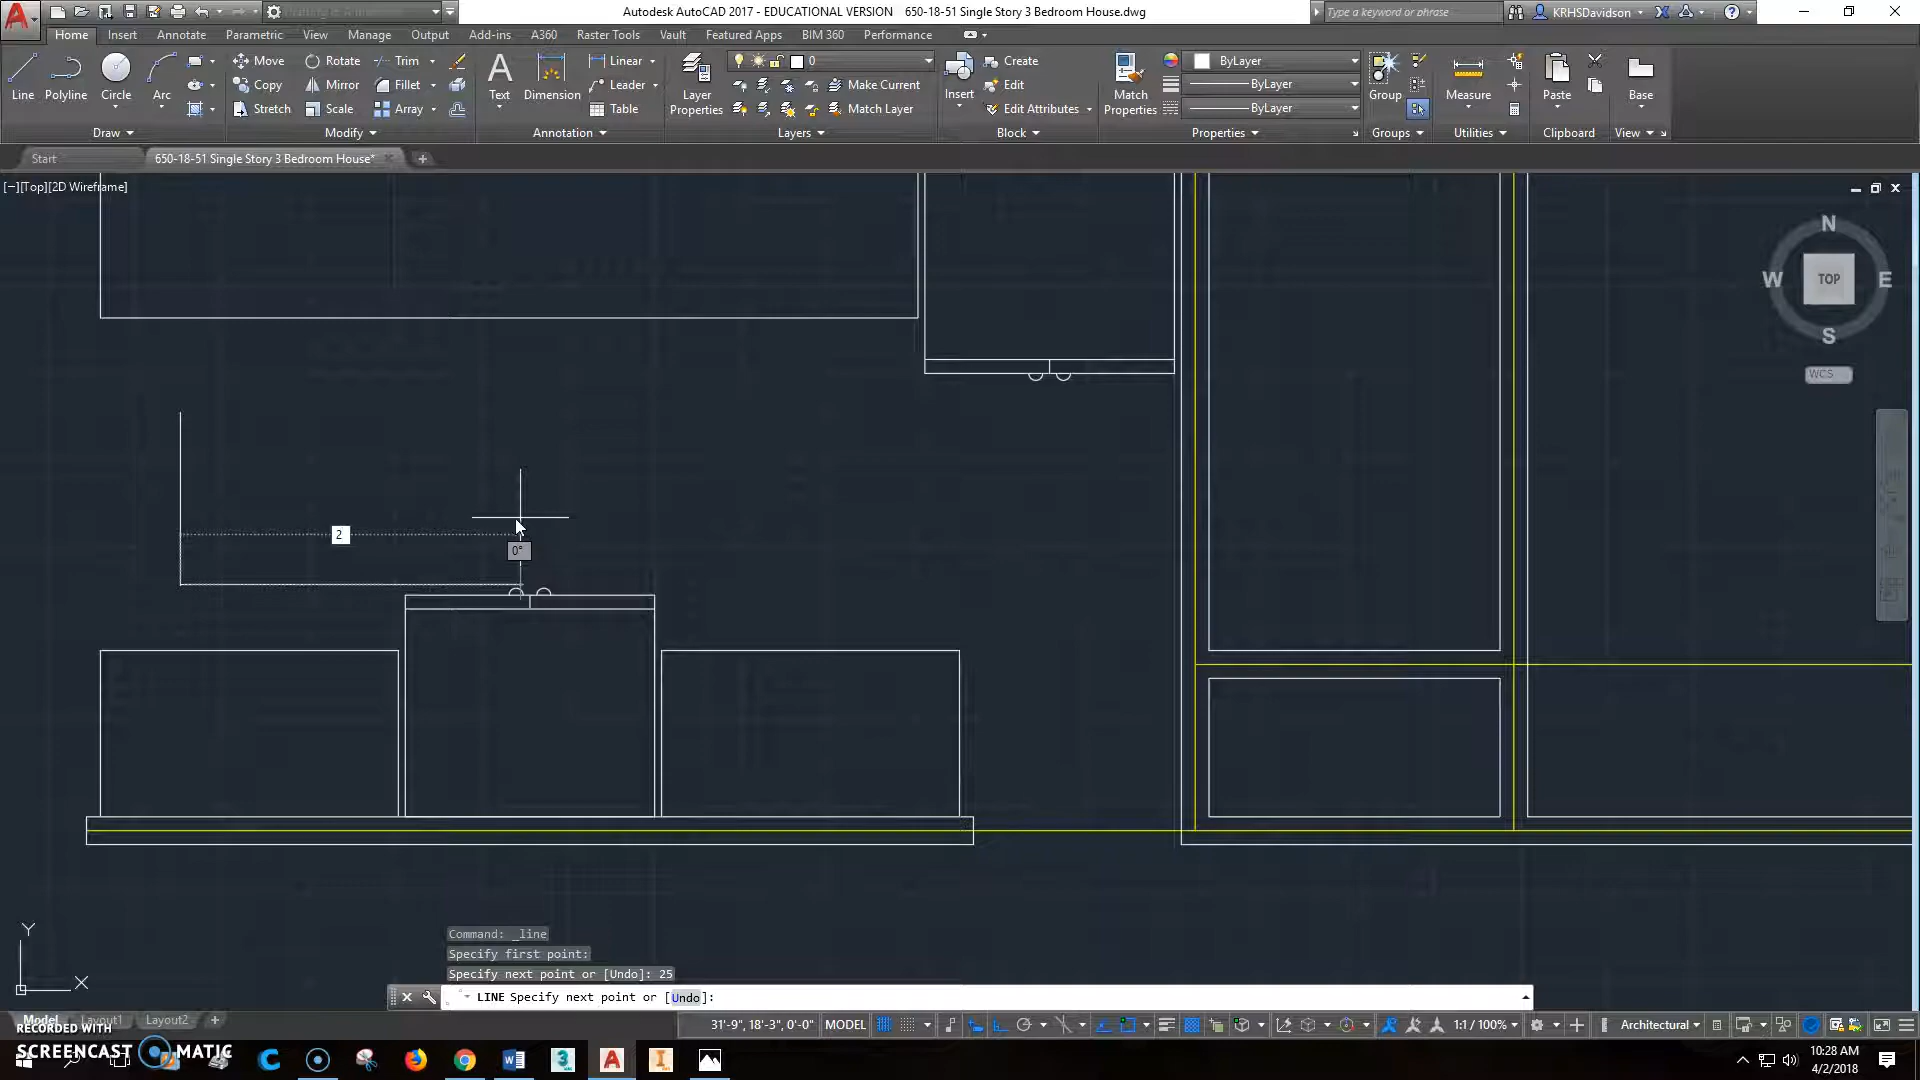 Autodesk AutoCAD 2017 - EDUCATIONAL VERSION 650-18-51 Single Story 3 Bedroom House.dwg
Type a keyword or phrase
KRHSDavidson
Home Insert Annotate Parametric View Manage Output Add-ins A360 Raster Tools Vault Featured Apps BIM 360 Performance
Line Polyline Circle Arc
Move Rotate Trim
Copy Mirror Fillet
Stretch Scale Array
Text Dimension
Linear
Leader
Table
Layer Properties
0
Make Current
Match Layer
Insert
Create
Edit
Edit Attributes
Match Properties
ByLayer
ByLayer
ByLayer
Group Measure Paste Base
Draw Modify Annotation Layers Block Properties Groups Utilities Clipboard View
Start 650-18-51 Single Story 3 Bedroom House*
[−][Top][2D Wireframe]
N
W TOP E
S
WCS
2
0°
Y
X
Command: _line
Specify first point:
Specify next point or [Undo]: 25
LINE Specify next point or [Undo]:
Model Layout1 Layout2
31'-9", 18'-3", 0'-0" MODEL 1:1 / 100% Architectural
RECORDED WITH
SCREENCAST MATIC
10:28 AM
4/2/2018